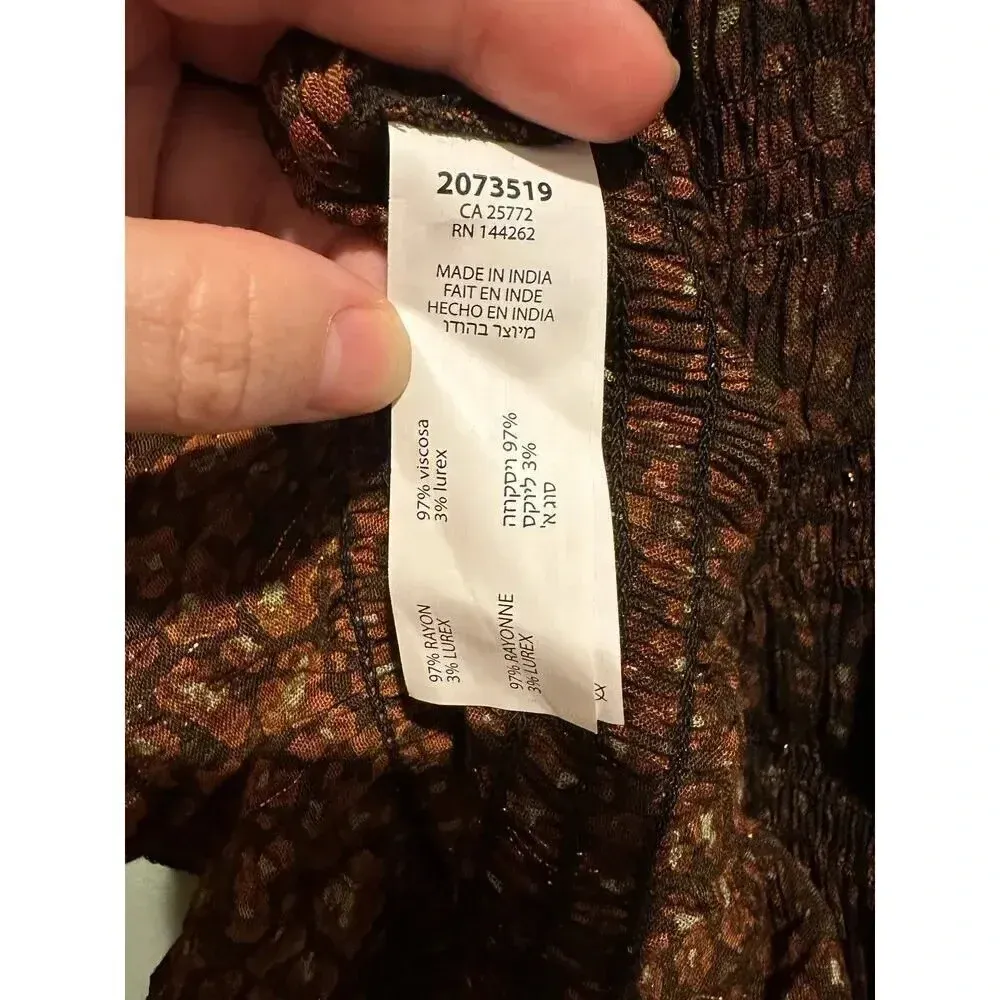 2073519
CA 25772
RN 144262
MADE IN INDIA
FAIT EN INDE
HECHO EN INDIA
מיוצר בהודו
97% viscosa
3% lurex
97% ויסקוזה
3% ליוקס
סוג א'
97% RAYON
3% LUREX
97% RAYONNE
3% LUREX